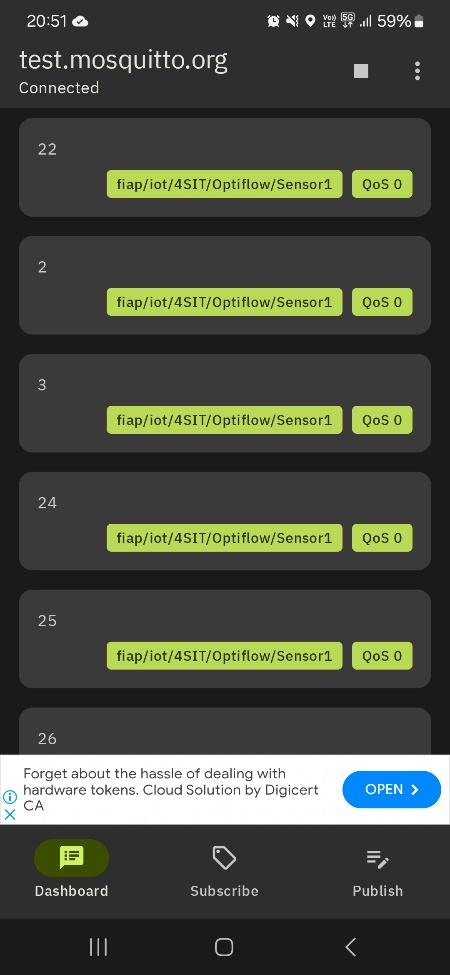 20:51
Vo))
LTE
5G
59%
test.mosquitto.org
Connected
22
fiap/iot/4SIT/Optiflow/Sensor1 QoS 0
2
fiap/iot/4SIT/Optiflow/Sensor1 QoS 0
3
fiap/iot/4SIT/Optiflow/Sensor1 QoS 0
24
fiap/iot/4SIT/Optiflow/Sensor1 QoS 0
25
fiap/iot/4SIT/Optiflow/Sensor1 QoS 0
26
Forget about the hassle of dealing with
hardware tokens. Cloud Solution by Digicert
CA
OPEN
Dashboard Subscribe Publish